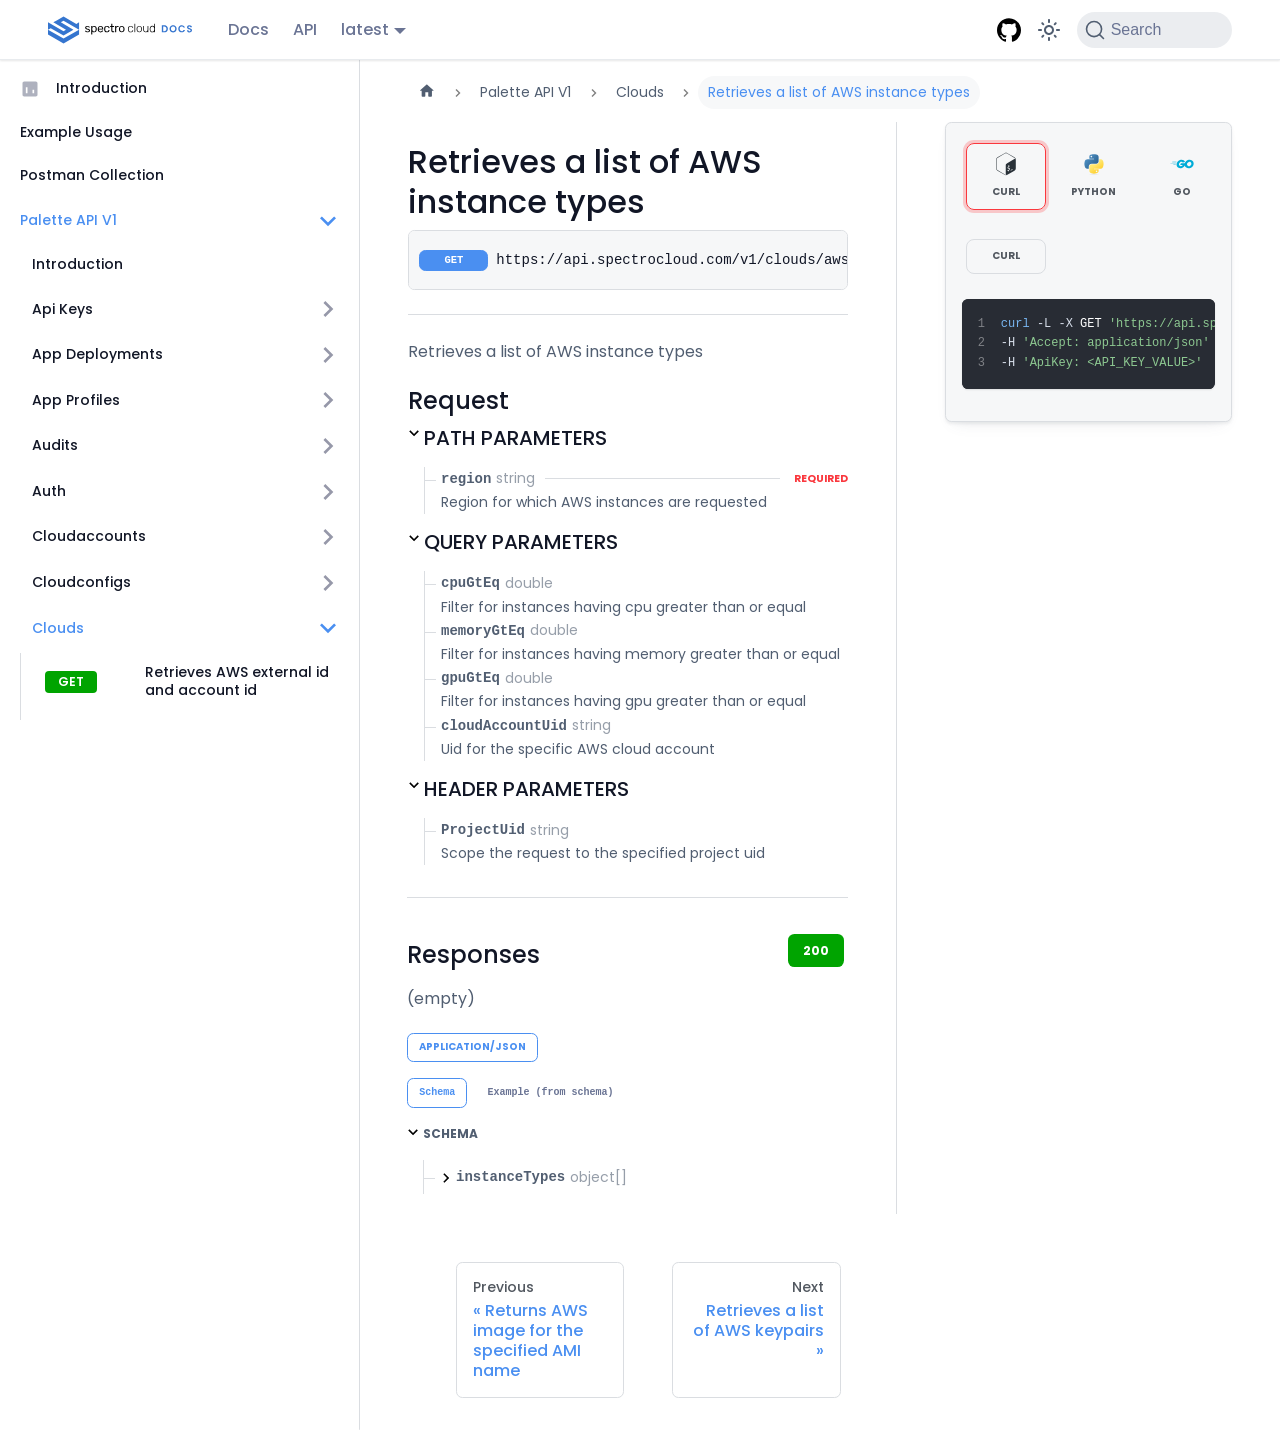 spectro cloud DOCS
Docs
API
latest
Search
Introduction
Example Usage
Postman Collection
Palette API V1
Introduction
Api Keys
App Deployments
App Profiles
Audits
Auth
Cloudaccounts
Cloudconfigs
Clouds
GET
Retrieves AWS external id
and account id
Palette API V1
Clouds
Retrieves a list of AWS instance types
Retrieves a list of AWS
instance types
GET https://api.spectrocloud.com/v1/clouds/aws
Retrieves a list of AWS instance types
Request
PATH PARAMETERS
region string REQUIRED
Region for which AWS instances are requested
QUERY PARAMETERS
cpuGtEq double
Filter for instances having cpu greater than or equal
memoryGtEq double
Filter for instances having memory greater than or equal
gpuGtEq double
Filter for instances having gpu greater than or equal
cloudAccountUid string
Uid for the specific AWS cloud account
HEADER PARAMETERS
ProjectUid string
Scope the request to the specified project uid
Responses
200
(empty)
APPLICATION/JSON
Schema
Example (from schema)
SCHEMA
instanceTypes object[]
Previous
« Returns AWS
image for the
specified AMI
name
Next
Retrieves a list
of AWS keypairs
»
CURL
PYTHON
GO
CURL
1 curl -L -X GET 'https://api.sp
2 -H 'Accept: application/json'
3 -H 'ApiKey: <API_KEY_VALUE>'